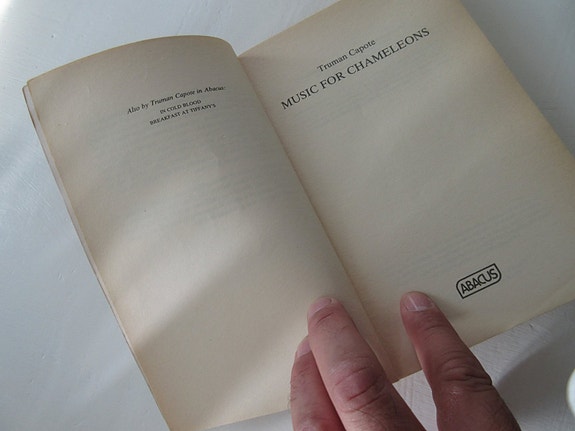 Also by Truman Capote in Abacus:
IN COLD BLOOD
BREAKFAST AT TIFFANY'S
Truman Capote
MUSIC FOR CHAMELEONS
ABACUS